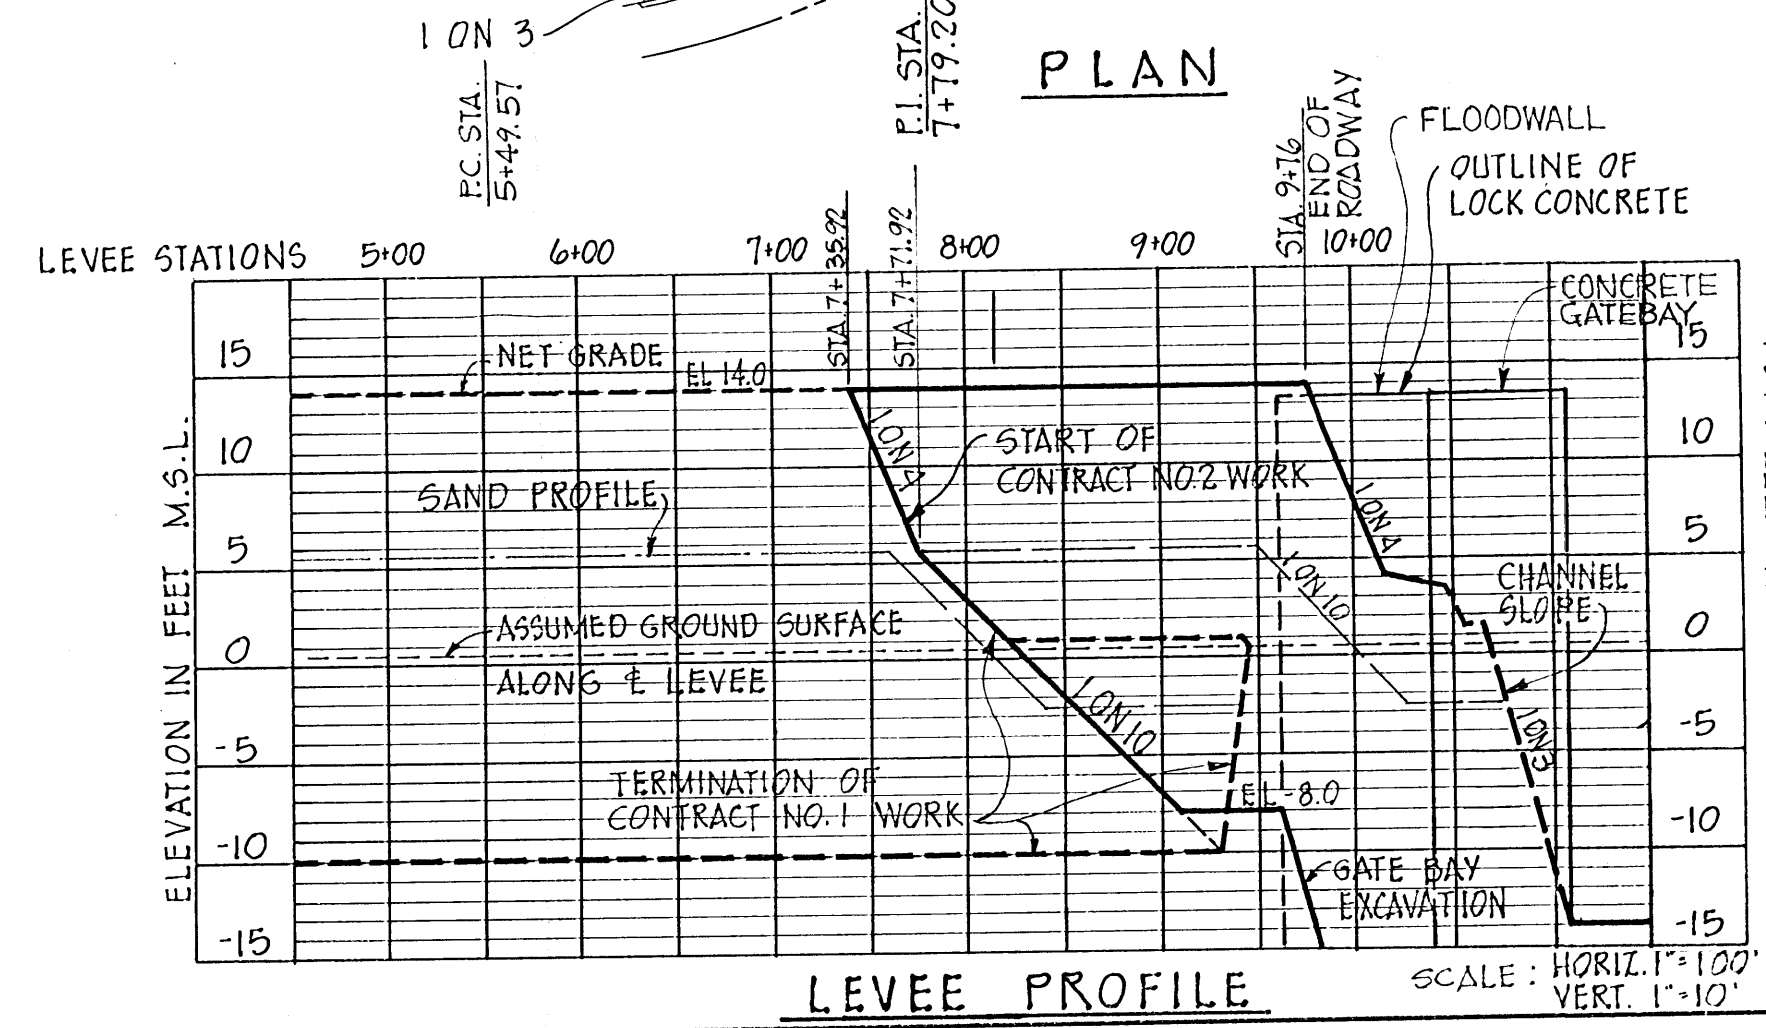 1 ON 3
P.C. STA.
5+49.57
P.I. STA.
7+79.20
PLAN
STA. 9+76
END OF
ROADWAY
FLOODWALL
OUTLINE OF
LOCK CONCRETE
LEVEE STATIONS 5+00 6+00 7+00 8+00 9+00 10+00
STA. 7+35.92
STA. 7+71.92
CONCRETE
GATEBAY
15 15
NET GRADE
EL 14.0
1 ON 4
START OF
CONTRACT NO.2 WORK
10 10
SAND PROFILE
1 ON 4
5 5
1 ON 10
CHANNEL
SLOPE
ASSUMED GROUND SURFACE
ALONG ℄ LEVEE
0 0
1 ON 10
1 ON 3
-5 -5
TERMINATION OF
CONTRACT NO. 1 WORK
EL -8.0
-10 -10
GATE BAY
EXCAVATION
-15 -15
ELEVATION IN FEET M.S.L.
LEVEE PROFILE
SCALE: HORIZ. 1"=100'
VERT. 1"=10'